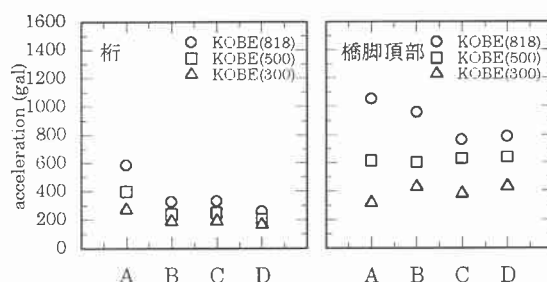 acceleration (gal)
1600
1400
1200
1000
800
600
400
200
0
桁
KOBE(818)
KOBE(500)
KOBE(300)
A B C D
橋脚頂部
KOBE(818)
KOBE(500)
KOBE(300)
A B C D